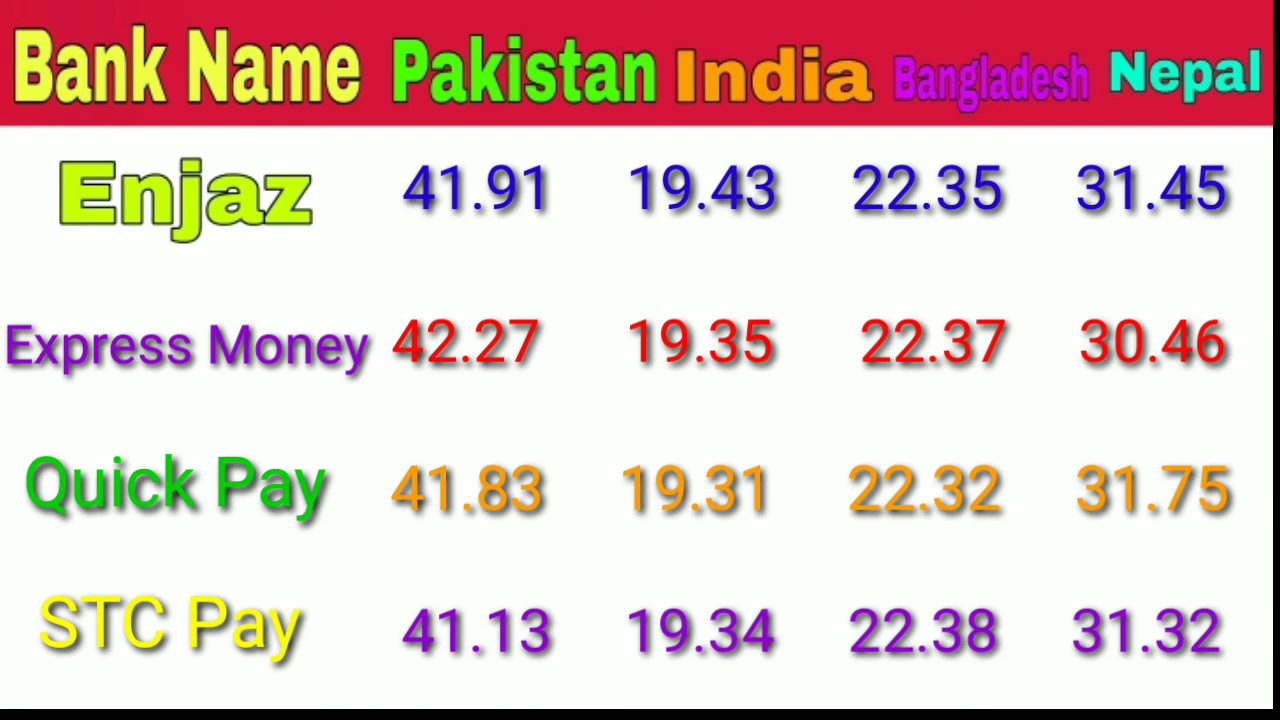 Bank Name Pakistan India Bangladesh Nepal
Enjaz 41.91 19.43 22.35 31.45
Express Money 42.27 19.35 22.37 30.46
Quick Pay 41.83 19.31 22.32 31.75
STC Pay 41.13 19.34 22.38 31.32